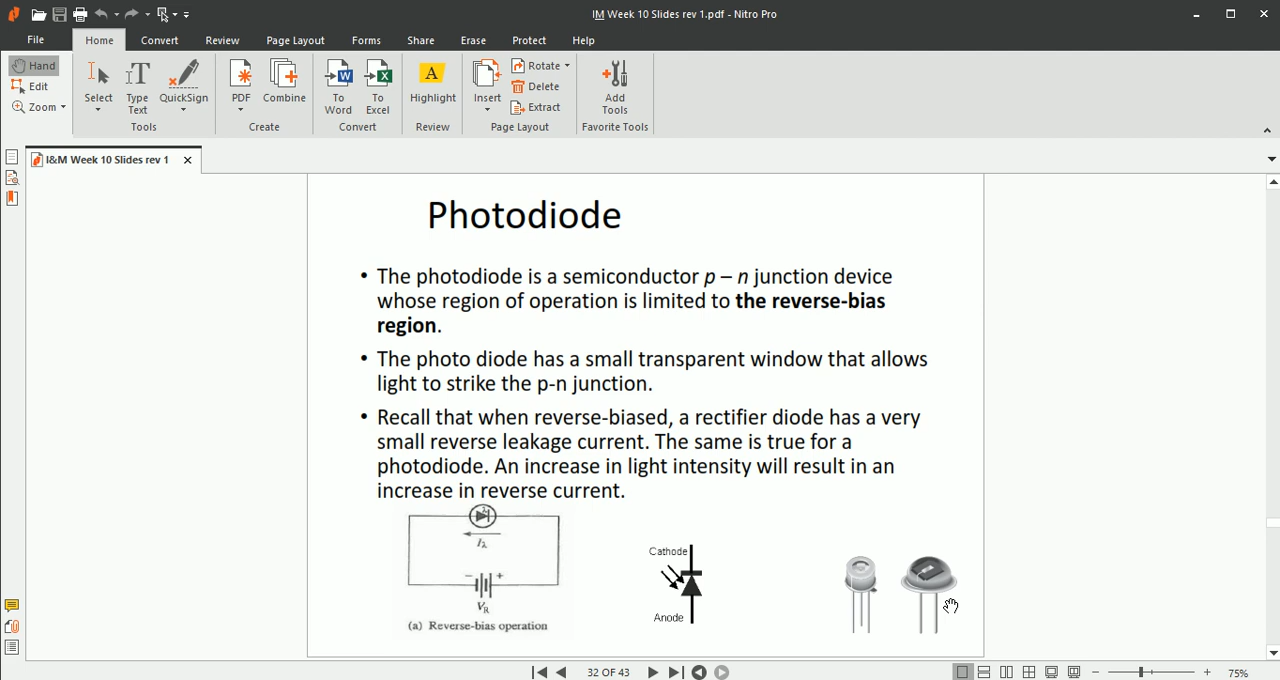 IM Week 10 Slides rev 1.pdf - Nitro Pro
File Home Convert Review Page Layout Forms Share Erase Protect Help
Hand
Edit
Zoom
Select
Type Text
QuickSign
Tools
PDF
Combine
Create
To Word
To Excel
Convert
A
Highlight
Review
Insert
Rotate
Delete
Extract
Page Layout
Add Tools
Favorite Tools
I&M Week 10 Slides rev 1
Photodiode
• The photodiode is a semiconductor p – n junction device
whose region of operation is limited to the reverse-bias
region.
• The photo diode has a small transparent window that allows
light to strike the p-n junction.
• Recall that when reverse-biased, a rectifier diode has a very
small reverse leakage current. The same is true for a
photodiode. An increase in light intensity will result in an
increase in reverse current.
λ
Iλ
− +
VR
(a) Reverse-bias operation
Cathode
Anode
32 OF 43
75%